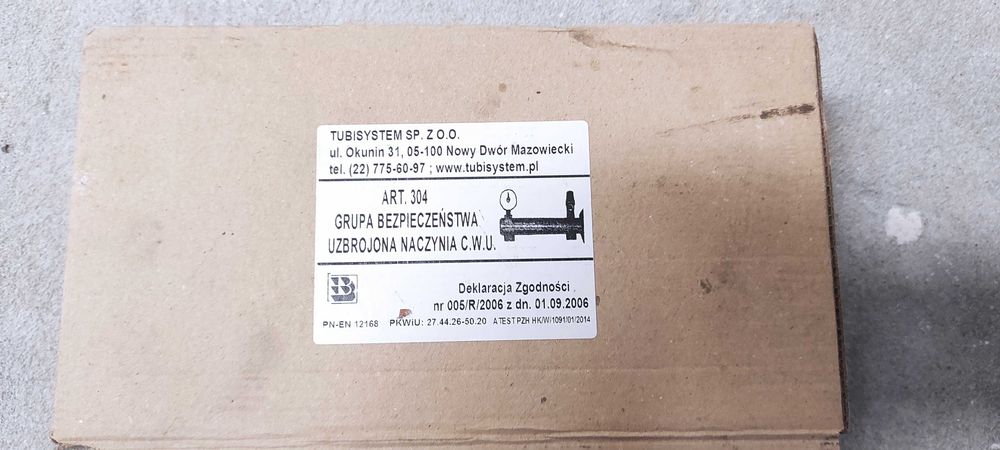 TUBISYSTEM SP. Z O.O.
ul. Okunin 31, 05-100 Nowy Dwór Mazowiecki
tel. (22) 775-60-97 ; www.tubisystem.pl
ART. 304
GRUPA BEZPIECZEŃSTWA
UZBROJONA NACZYNIA C.W.U.
B
Deklaracja Zgodności
nr 005/R/2006 z dn. 01.09.2006
PN-EN 12168 PKWiU: 27.44.26-50.20 ATEST PZH HK/W/1091/01/2014